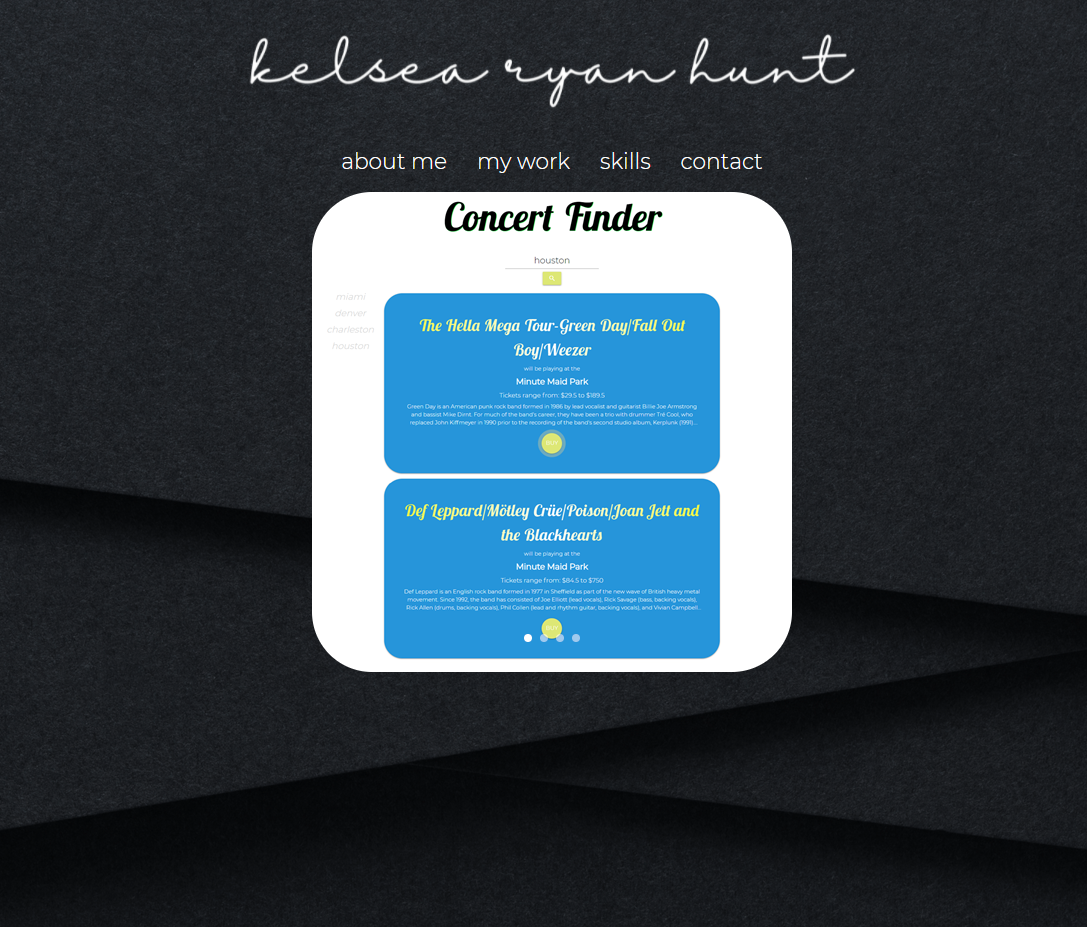 kelsea ryan hunt
about me my work skills contact
Concert Finder
houston
miami
denver
charleston
houston
The Hella Mega Tour-Green Day/Fall Out
Boy/Weezer
will be playing at the
Minute Maid Park
Tickets range from: $29.5 to $189.5
Green Day is an American punk rock band formed in 1986 by lead vocalist and guitarist Billie Joe Armstrong
and bassist Mike Dirnt. For much of the band's career, they have been a trio with drummer Tré Cool, who
replaced John Kiffmeyer in 1990 prior to the recording of the band's second studio album, Kerplunk (1991)...
Def Leppard/Mötley Crüe/Poison/Joan Jett and
the Blackhearts
will be playing at the
Minute Maid Park
Tickets range from: $84.5 to $750
Def Leppard is an English rock band formed in 1977 in Sheffield as part of the new wave of British heavy metal
movement. Since 1992, the band has consisted of Joe Elliott (lead vocals), Rick Savage (bass, backing vocals),
Rick Allen (drums, backing vocals), Phil Collen (lead and rhythm guitar, backing vocals), and Vivian Campbell..